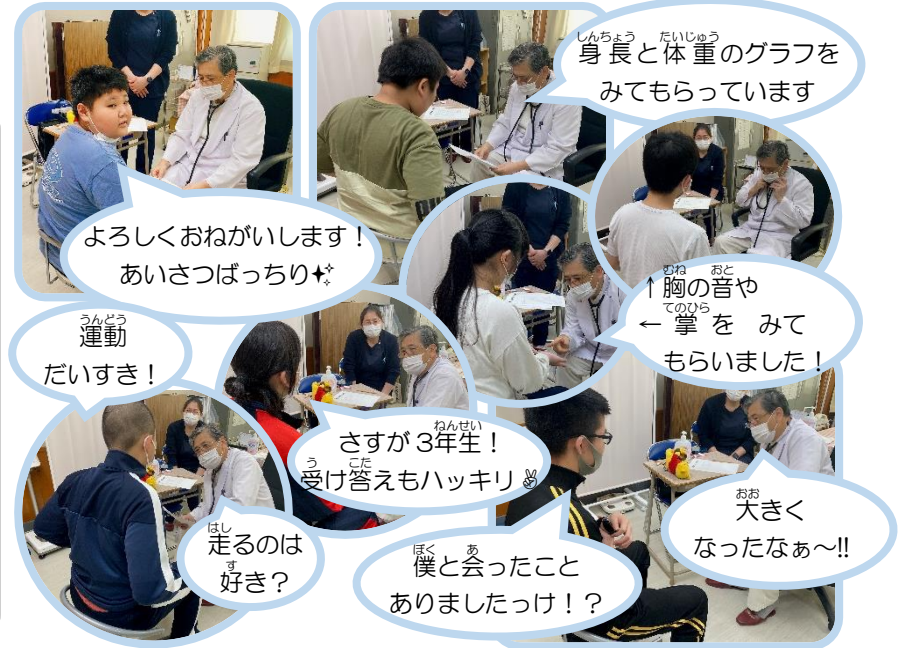 身長と体重のグラフを
みてもらっています
よろしくおねがいします！
あいさつばっちり✨
↑胸の音や
←掌を　みて
もらいました！
運動
だいすき！
さすが３年生！
受け答えもハッキリ✌
走るのは
好き？
僕と会ったこと
ありましたっけ！？
大きく
なったなぁ～!!